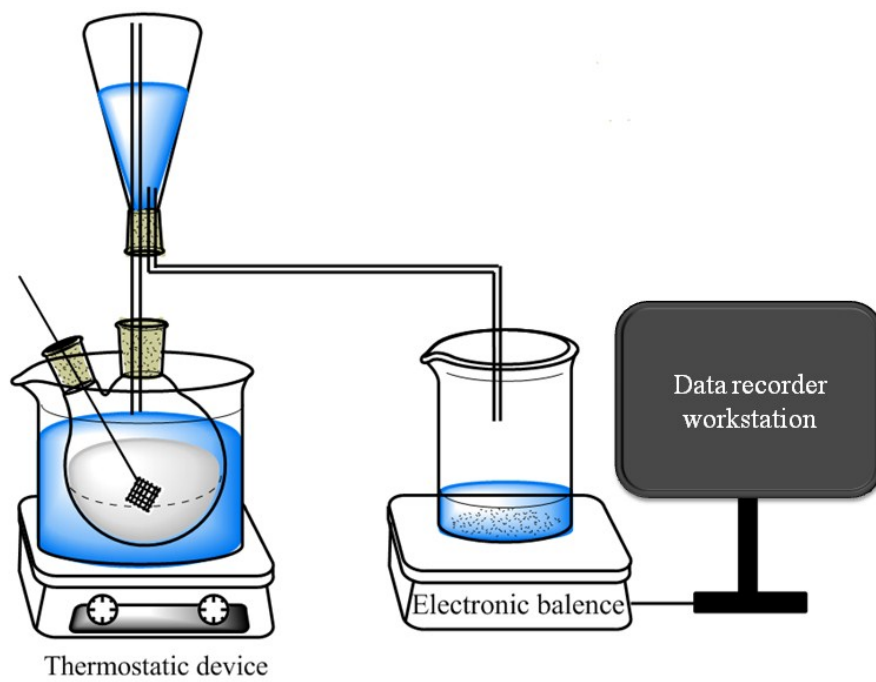 Data recorder
workstation
Electronic balence
Thermostatic device